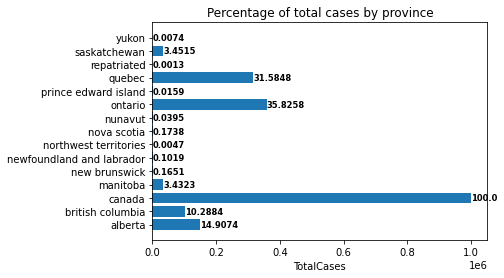 Percentage of total cases by province
yukon 0.0074
saskatchewan 3.4515
repatriated 0.0013
quebec 31.5848
prince edward island 0.0159
ontario 35.8258
nunavut 0.0395
nova scotia 0.1738
northwest territories 0.0047
newfoundland and labrador 0.1019
new brunswick 0.1651
manitoba 3.4323
canada 100.0
british columbia 10.2884
alberta 14.9074
0.0 0.2 0.4 0.6 0.8 1.0
1e6
TotalCases